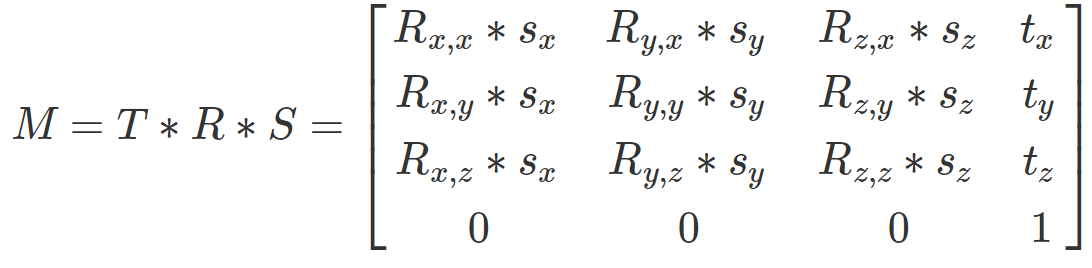 M = T * R * S = [ R_{x,x} * s_x   R_{y,x} * s_y   R_{z,x} * s_z   t_x
R_{x,y} * s_x   R_{y,y} * s_y   R_{z,y} * s_z   t_y
R_{x,z} * s_x   R_{y,z} * s_y   R_{z,z} * s_z   t_z
0   0   0   1 ]